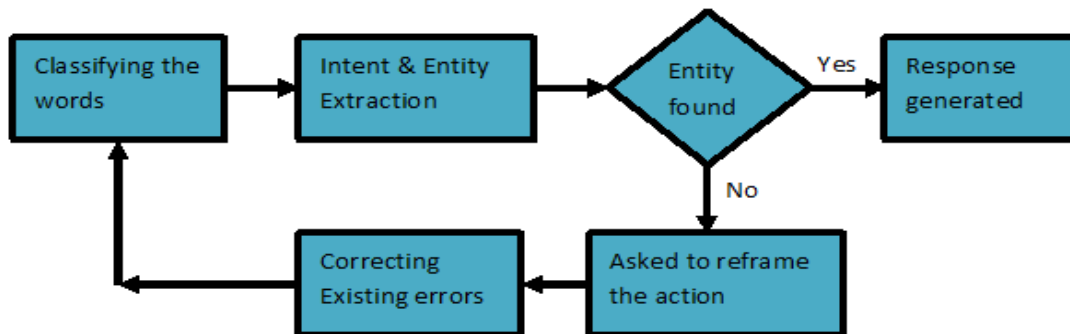 Classifying the
words
Intent & Entity
Extraction
Entity
found
Yes
Response
generated
No
Correcting
Existing errors
Asked to reframe
the action